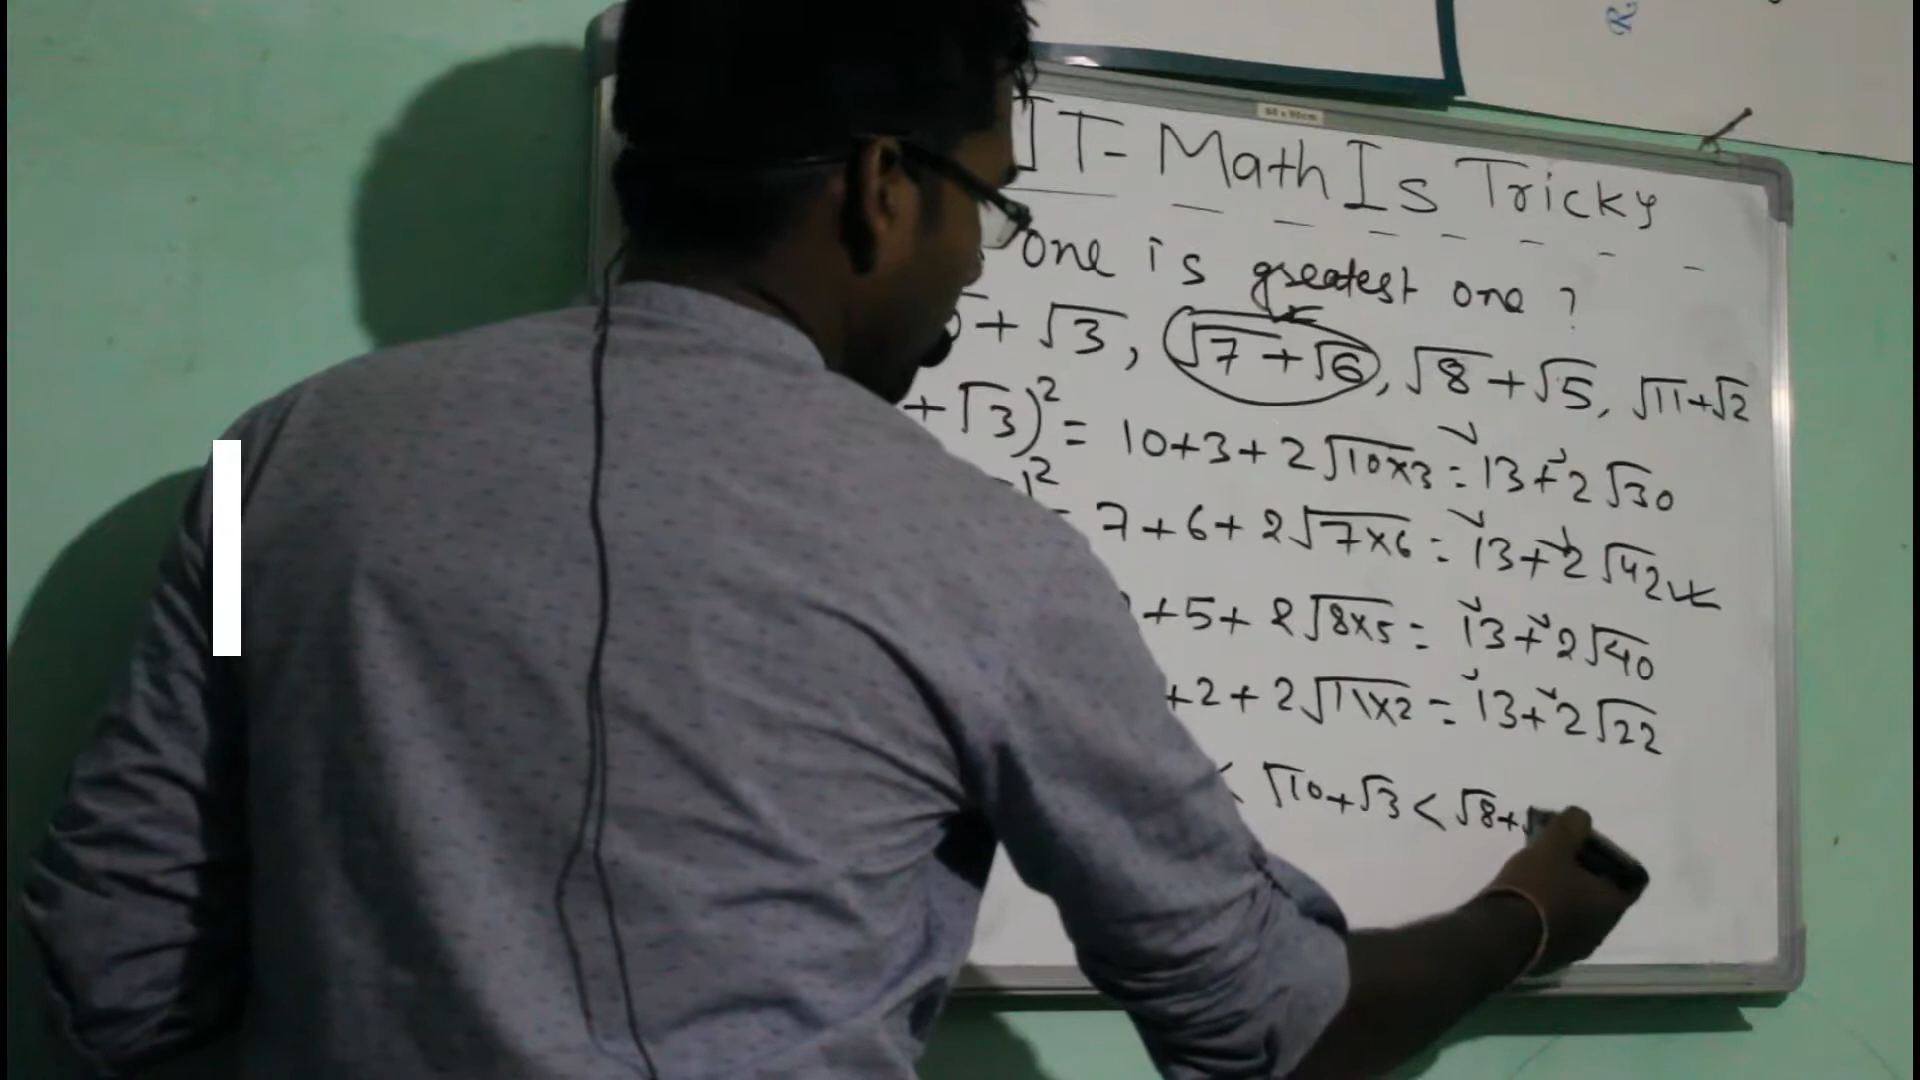 IT- Math Is Tricky
one is greatest one ?
+ √3, √7+√6, √8+√5, √11+√2
+√3)² = 10+3+2√10×3 = 13+2√30
)² = 7+6+2√7×6 = 13+2√42
+5+2√8×5 = 13+2√40
+2+2√11×2 = 13+2√22
< √10+√3 < √8+√